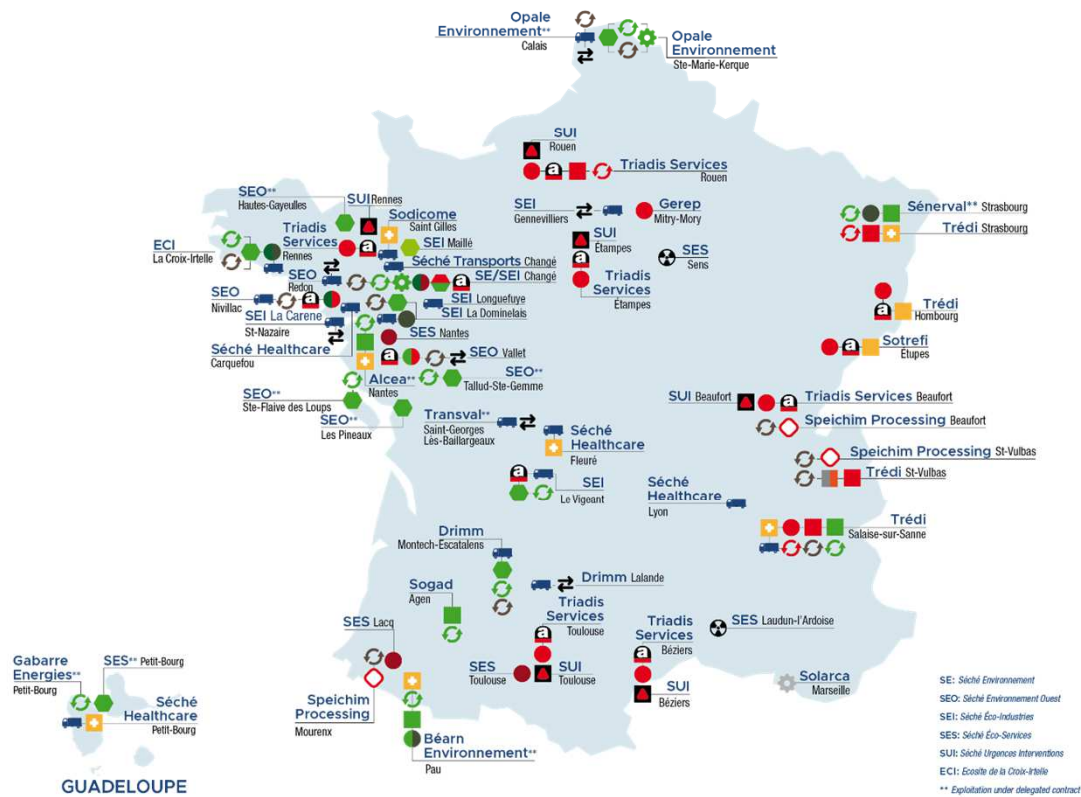 Opale
Environnement**
Calais
Opale
Environnement
Ste-Marie-Kerque
SUI
Rouen
a
Triadis Services
Rouen
SEO**
Hautes-Gayeulles
SUI Rennes
Sodicome
Saint Gilles
SEI
Gennevilliers
Gerep
Mitry-Mory
Sénerval** Strasbourg
Trédi Strasbourg
ECI
La Croix-Irtelle
Triadis
Services
Rennes
a
SEI Maillé
SUI
Étampes
a
Triadis
Services
Étampes
SES
Sens
Séché Transports Changé
SEO
Redon
SE/SEI Changé
a
SEO
Nivillac
a
SEI Longuefuye
SEI La Dominelais
SEI La Carene
St-Nazaire
SES Nantes
Trédi
Hombourg
a
Séché Healthcare
Carquefou
a
SEO Vallet
Sotrefi
Etupes
a
Alcea**
Nantes
SEO**
Tallud-Ste-Gemme
SEO**
Ste-Flaive des Loups
SEO**
Les Pineaux
SUI Beaufort
a
Triadis Services Beaufort
Speichim Processing Beaufort
Transval**
Saint-Georges
Lès-Baillargeaux
Séché
Healthcare
Fleuré
Speichim Processing St-Vulbas
Trédi St-Vulbas
a
SEI
Le Vigeant
Séché
Healthcare
Lyon
Trédi
Salaise-sur-Sanne
Drimm
Montech-Escatalens
Drimm Lalande
Sogad
Agen
Triadis
Services
Toulouse
a
SES Lacq
Triadis
Services
Béziers
a
SES Laudun-l'Ardoise
SES
Toulouse
SUI
Toulouse
SUI
Béziers
Solarca
Marseille
Speichim
Processing
Mourenx
Béarn
Environnement**
Pau
Gabarre
Energies**
Petit-Bourg
SES** Petit-Bourg
Séché
Healthcare
Petit-Bourg
GUADELOUPE
SE: Séché Environnement
SEO: Séché Environnement Ouest
SEI: Séché Éco-Industries
SES: Séché Éco-Services
SUI: Séché Urgences Interventions
ECI: Ecosite de la Croix-Irtelle
** Exploitation under delegated contract